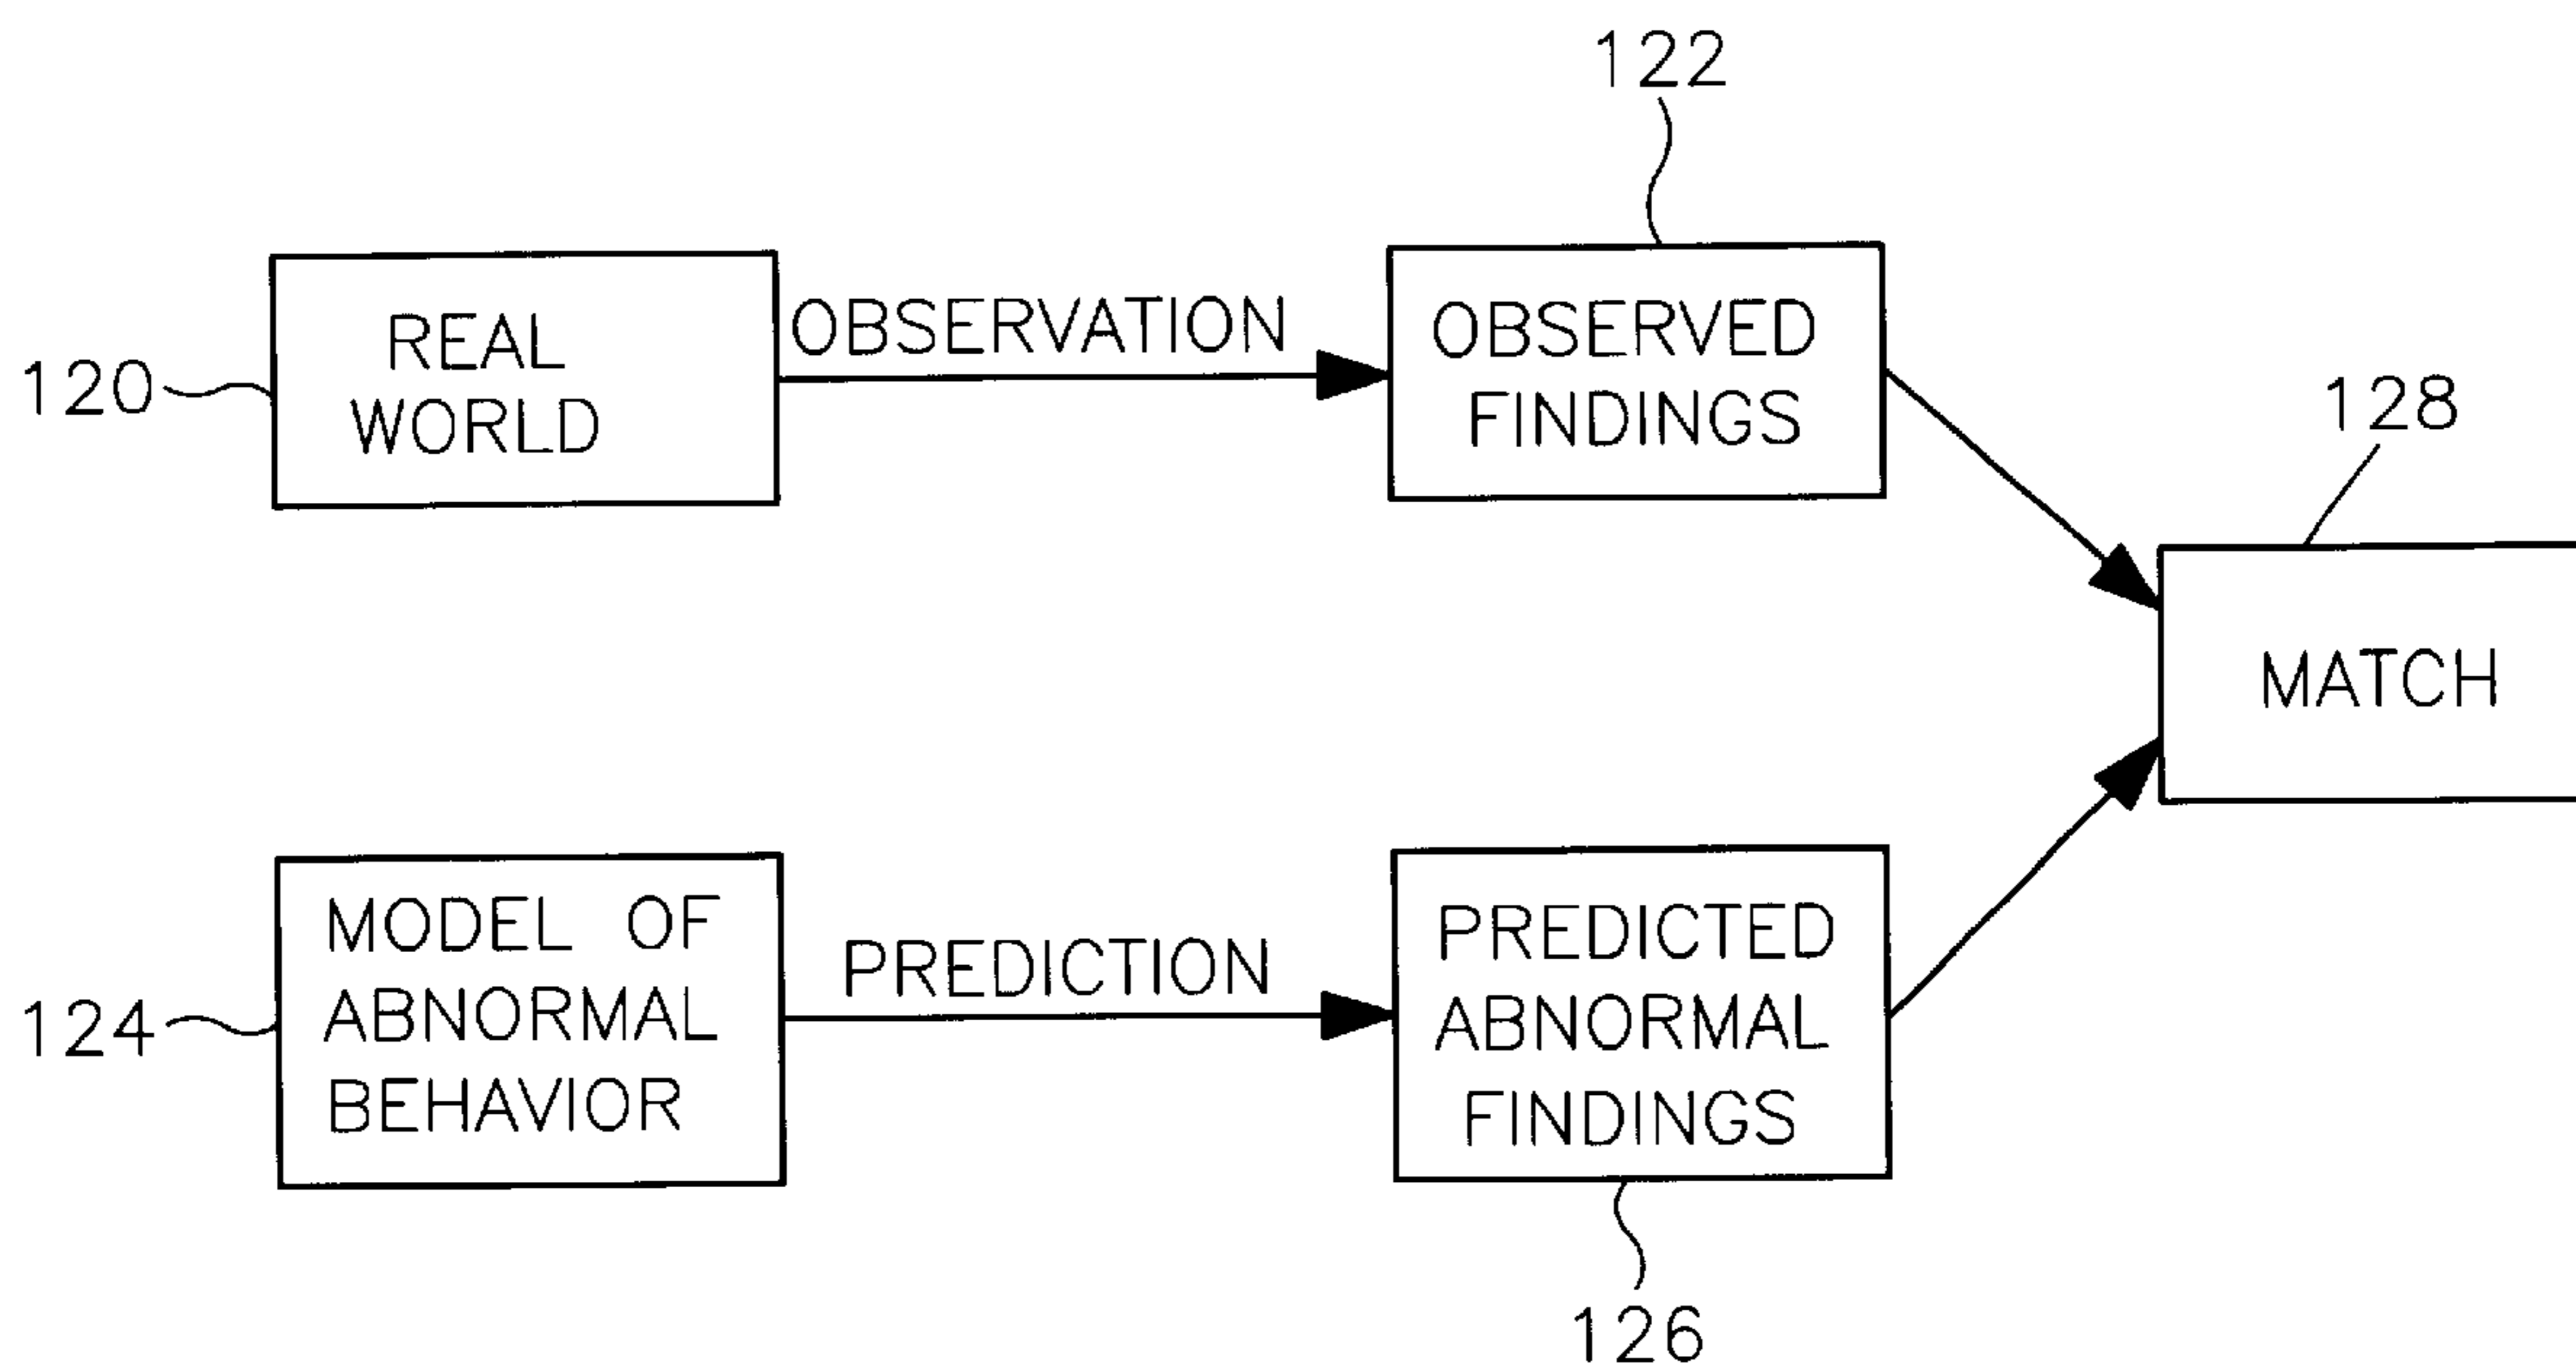 122
120
REAL
WORLD
OBSERVATION
OBSERVED
FINDINGS
128
MATCH
124
MODEL OF
ABNORMAL
BEHAVIOR
PREDICTION
PREDICTED
ABNORMAL
FINDINGS
126